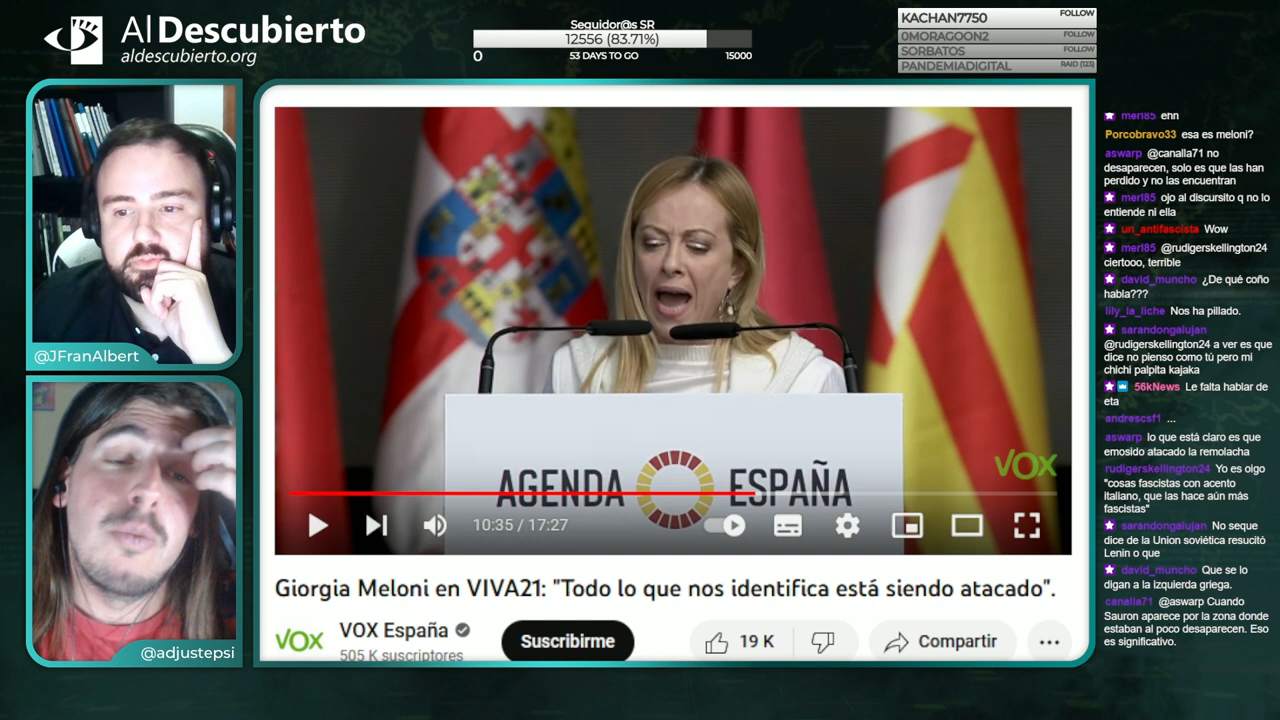 Al Descubierto
aldescubierto.org
Seguidor@s SR
12556 (83.71%)
0 53 DAYS TO GO 15000
KACHAN7750 FOLLOW
0MORAGOON2 FOLLOW
SORBATOS FOLLOW
PANDEMIADIGITAL RAID (123)
@JFranAlbert
@adjustepsi
AGENDA ESPAÑA
VOX
10:35 / 17:27
Giorgia Meloni en VIVA21: "Todo lo que nos identifica está siendo atacado".
VOX
VOX España
505 K suscriptores
Suscribirme
19 K
Compartir
merl85 ehn
Porcobravo33 esa es meloni?
aswarp @canalla71 no
desaparecen, solo es que las han
perdido y no las encuentran
merl85 ojo al discursito q no lo
entiende ni ella
un_antifascista Wow
merl85 @rudigerskellington24
ciertooo, terrible
david_muncho ¿De qué coño
habla???
lily_la_liche Nos ha pillado.
sarandongalujan
@rudigerskellington24 a ver es que
dice no pienso como tú pero mi
chichi palpita kajaka
56kNews Le falta hablar de
eta
andrescsf1 ...
aswarp lo que está claro es que
emosido atacado la remolacha
rudigerskellington24 Yo es oigo
"cosas fascistas con acento
italiano, que las hace aún más
fascistas"
sarandongalujan No seque
dice de la Union soviética resucitó
Lenin o que
david_muncho Que se lo
digan a la izquierda griega.
canalla71 @aswarp Cuando
Sauron aparece por la zona donde
estaban al poco desaparecen. Eso
es significativo.